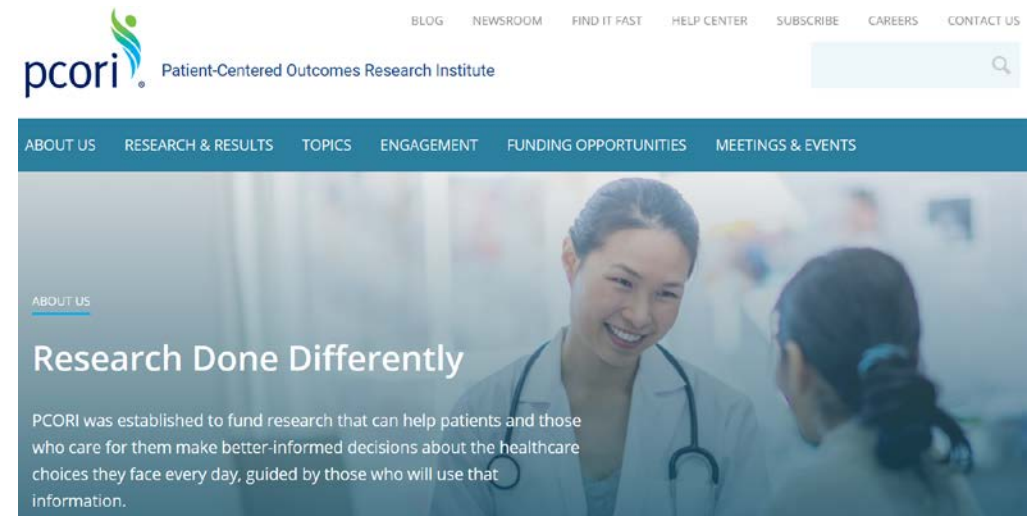 BLOG NEWSROOM FIND IT FAST HELP CENTER SUBSCRIBE CAREERS CONTACT US
pcori®
Patient-Centered Outcomes Research Institute
ABOUT US RESEARCH & RESULTS TOPICS ENGAGEMENT FUNDING OPPORTUNITIES MEETINGS & EVENTS
ABOUT US
Research Done Differently
PCORI was established to fund research that can help patients and those
who care for them make better-informed decisions about the healthcare
choices they face every day, guided by those who will use that
information.